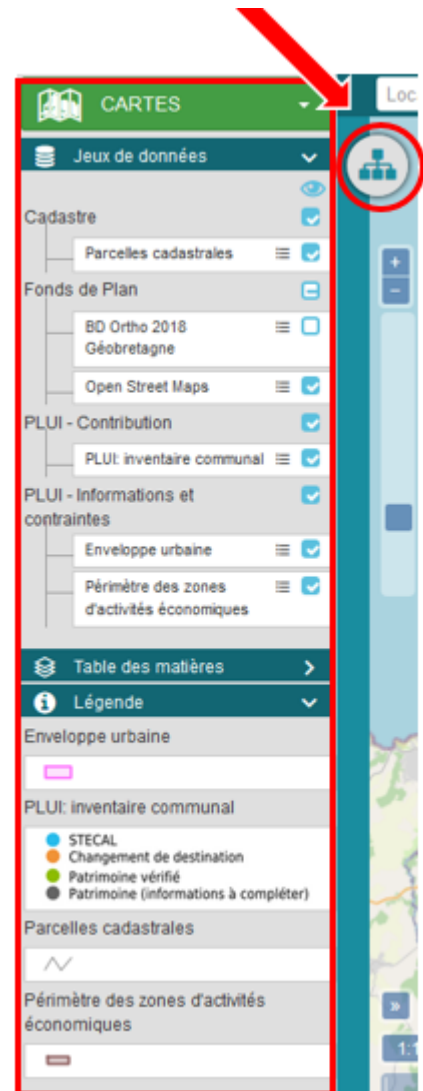 CARTES
Loc
Jeux de données
Cadastre
Parcelles cadastrales
Fonds de Plan
BD Ortho 2018
Géobretagne
Open Street Maps
PLUI - Contribution
PLUI: inventaire communal
PLUI - Informations et
contraintes
Enveloppe urbaine
Périmètre des zones
d'activités économiques
Table des matières
Légende
Enveloppe urbaine
PLUI: inventaire communal
STECAL
Changement de destination
Patrimoine vérifié
Patrimoine (informations à compléter)
Parcelles cadastrales
Périmètre des zones d'activités
économiques
»
1:1